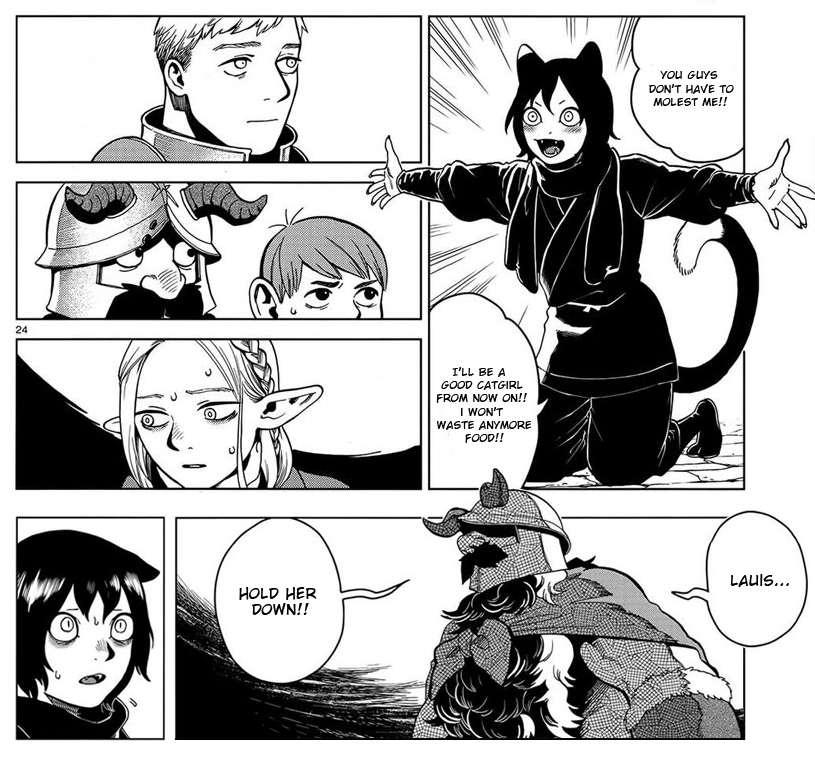 YOU GUYS
DON'T HAVE TO
MOLEST ME!!
I'LL BE A
GOOD CATGIRL
FROM NOW ON!!
I WON'T
WASTE ANYMORE
FOOD!!
24
LAUIS...
HOLD HER
DOWN!!